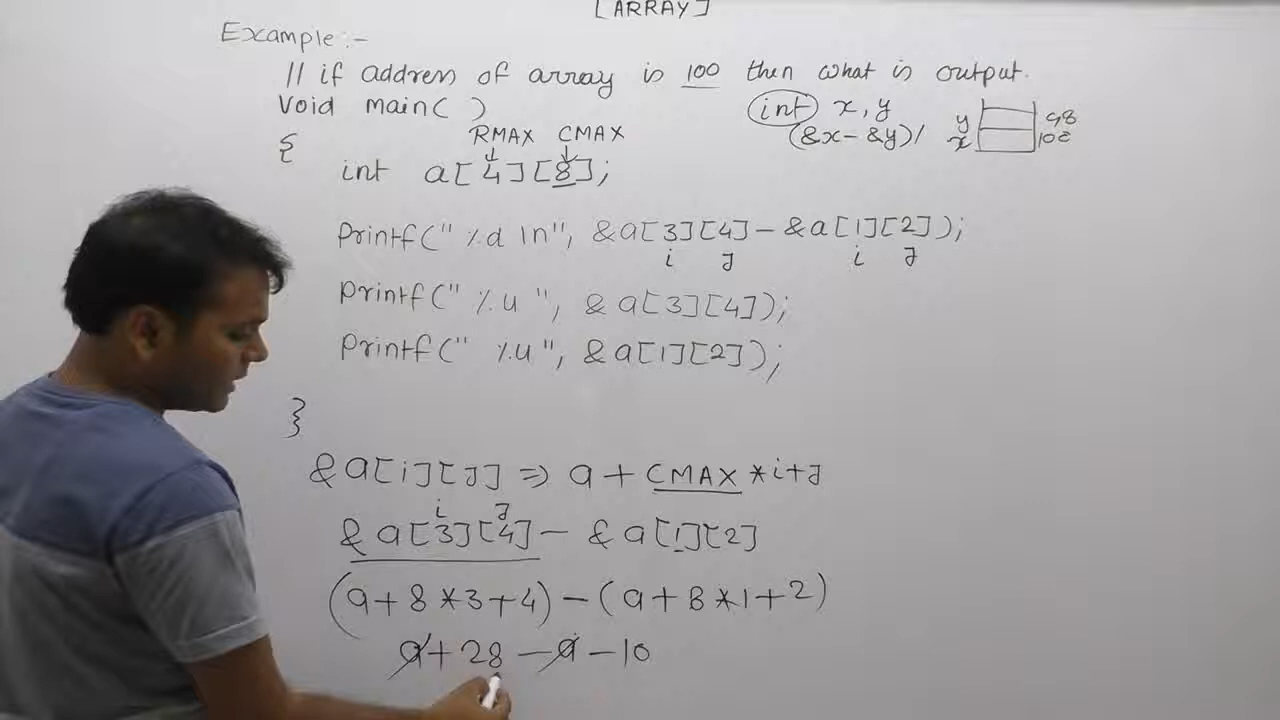 [ARRAY]
Example:-
// if address of array is 100 then what is output.
Void main( )
int x, y
{
RMAX CMAX
(&x-&y)/
y 98
x 100
int a[4][8];
Printf(" %d \n", &a[3][4] - &a[1][2]);
i J i J
Printf(" %u ", &a[3][4]);
Printf(" %u", &a[1][2]);
}
&a[i][J] => a + CMAX *i+J
i J
&a[3][4] - &a[1][2]
(a+8*3+4) - (a+8*1+2)
a+28 - a - 10